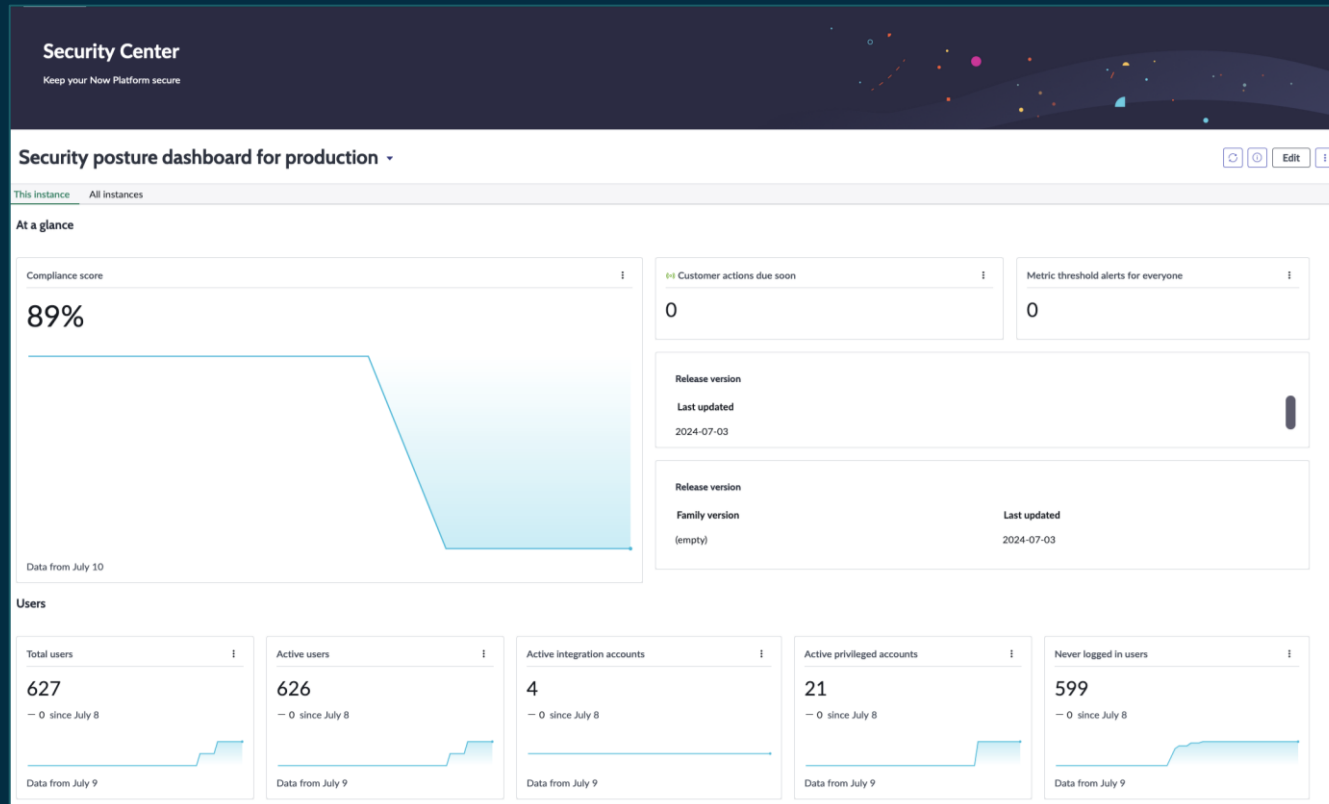 Security Center
Keep your Now Platform secure
Security posture dashboard for production
Edit
This instance All instances
At a glance
Compliance score
89%
Data from July 10
Customer actions due soon
0
Metric threshold alerts for everyone
0
Release version
Last updated
2024-07-03
Release version
Family version Last updated
(empty) 2024-07-03
Users
Total users
627
— 0 since July 8
Data from July 9
Active users
626
— 0 since July 8
Data from July 9
Active integration accounts
4
— 0 since July 8
Data from July 9
Active privileged accounts
21
— 0 since July 8
Data from July 9
Never logged in users
599
— 0 since July 8
Data from July 9